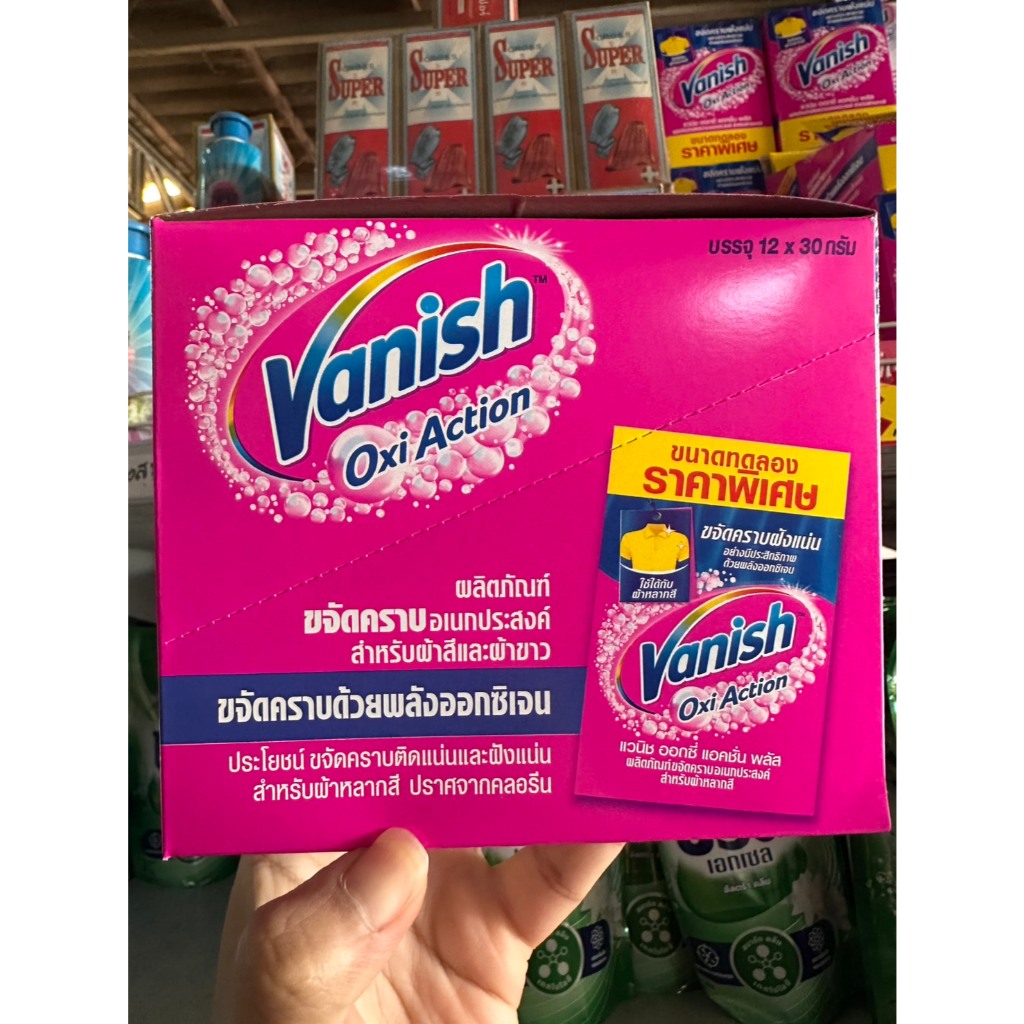 SUPER
SUPER
SUPER
SUPER
Vanish
Oxi Action
ขนาดทดลอง
ราคาพิเศษ
Vanish
Oxi Action
บรรจุ 12 x 30 กรัม
Vanish™
Oxi Action
ผลิตภัณฑ์
ขจัดคราบอเนกประสงค์
สำหรับผ้าสีและผ้าขาว
ขจัดคราบด้วยพลังออกซิเจน
ประโยชน์ ขจัดคราบติดแน่นและฝังแน่น
สำหรับผ้าหลากสี ปราศจากคลอรีน
ขนาดทดลอง
ราคาพิเศษ
ขจัดคราบฝังแน่น
อย่างมีประสิทธิภาพ
ด้วยพลังออกซิเจน
ใช้ได้กับ
ผ้าหลากสี
Vanish
Oxi Action
แวนิช ออกซี่ แอคชั่น พลัส
ผลิตภัณฑ์ขจัดคราบอเนกประสงค์
สำหรับผ้าหลากสี
เอกเซล